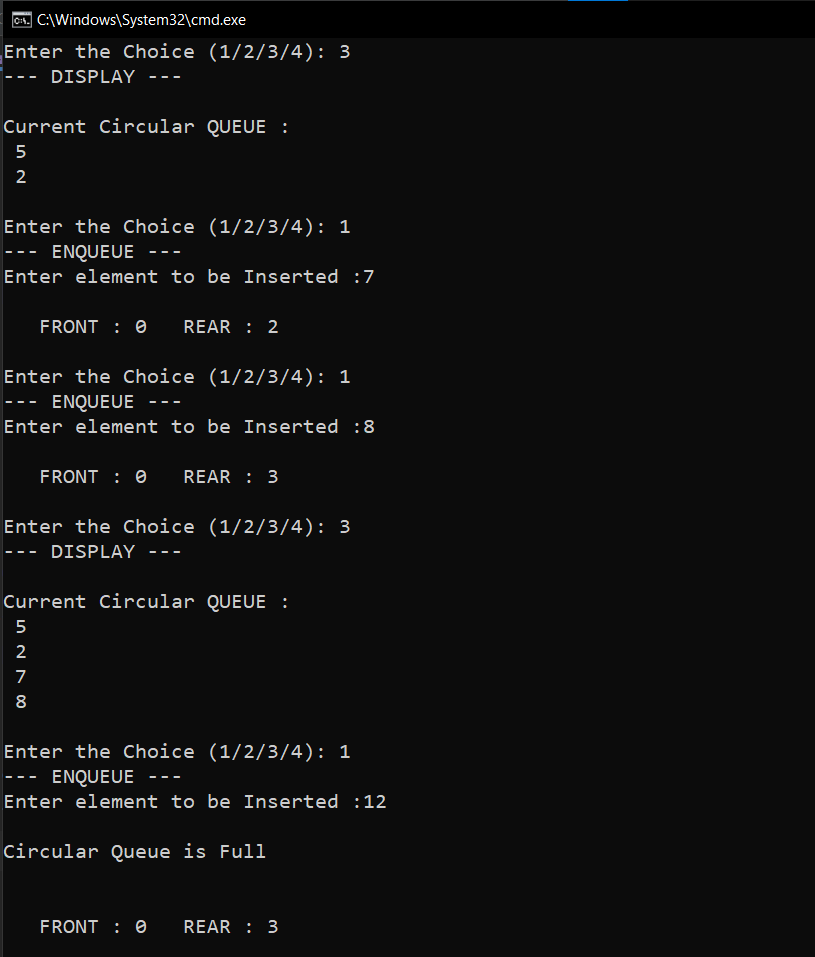 C:\Windows\System32\cmd.exe
Enter the Choice (1/2/3/4): 3
--- DISPLAY ---
Current Circular QUEUE :
5
2
Enter the Choice (1/2/3/4): 1
--- ENQUEUE ---
Enter element to be Inserted :7
FRONT : 0   REAR : 2
Enter the Choice (1/2/3/4): 1
--- ENQUEUE ---
Enter element to be Inserted :8
FRONT : 0   REAR : 3
Enter the Choice (1/2/3/4): 3
--- DISPLAY ---
Current Circular QUEUE :
5
2
7
8
Enter the Choice (1/2/3/4): 1
--- ENQUEUE ---
Enter element to be Inserted :12
Circular Queue is Full
FRONT : 0   REAR : 3